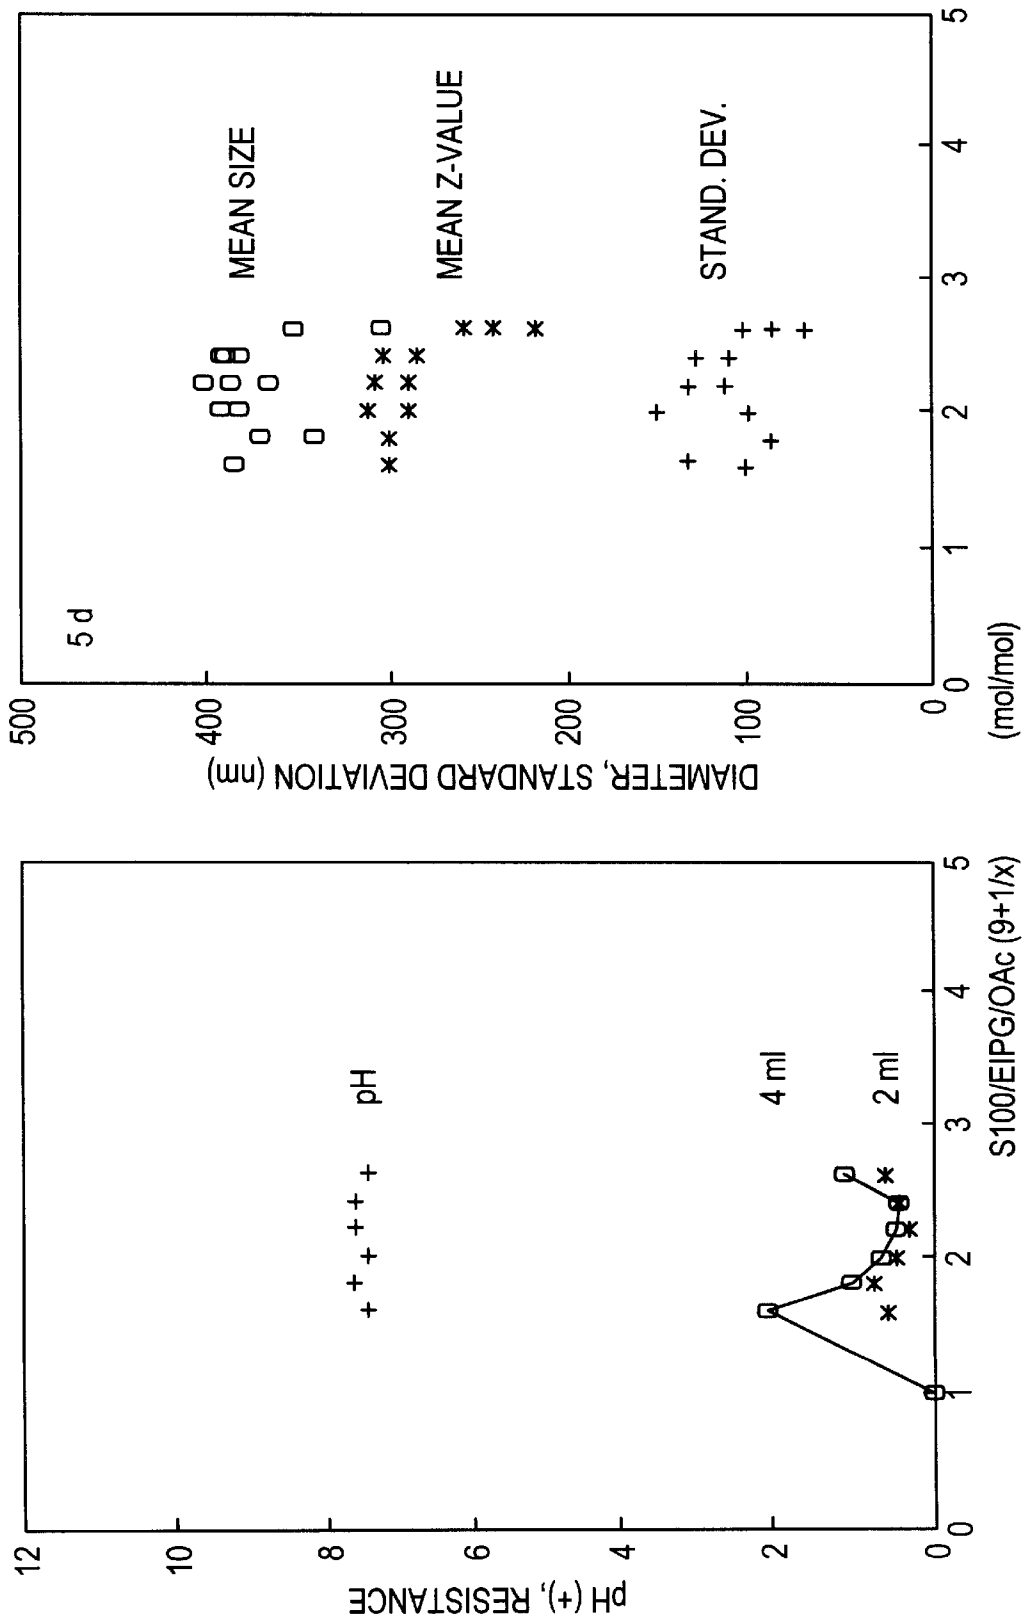 12
10
8
6
4
2
0
pH (+), RESISTANCE
pH
4 ml
2 ml
0
1
2
3
4
5
S100/EIPG/OAc (9+1/x)
500
400
300
200
100
0
DIAMETER, STANDARD DEVIATION (nm)
5 d
MEAN SIZE
MEAN Z-VALUE
STAND. DEV.
0
1
2
3
4
5
(mol/mol)